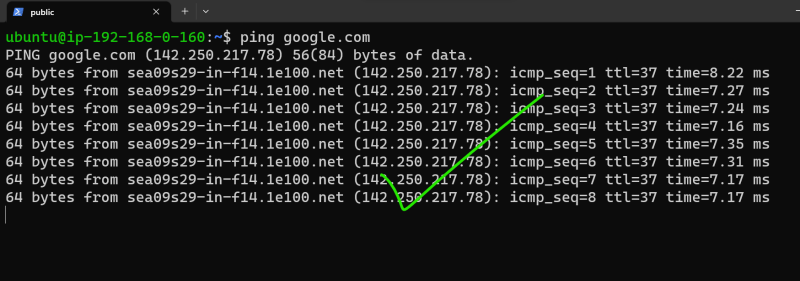 public
ubuntu@ip-192-168-0-160:~$ ping google.com
PING google.com (142.250.217.78) 56(84) bytes of data.
64 bytes from sea09s29-in-f14.1e100.net (142.250.217.78): icmp_seq=1 ttl=37 time=8.22 ms
64 bytes from sea09s29-in-f14.1e100.net (142.250.217.78): icmp_seq=2 ttl=37 time=7.27 ms
64 bytes from sea09s29-in-f14.1e100.net (142.250.217.78): icmp_seq=3 ttl=37 time=7.24 ms
64 bytes from sea09s29-in-f14.1e100.net (142.250.217.78): icmp_seq=4 ttl=37 time=7.16 ms
64 bytes from sea09s29-in-f14.1e100.net (142.250.217.78): icmp_seq=5 ttl=37 time=7.35 ms
64 bytes from sea09s29-in-f14.1e100.net (142.250.217.78): icmp_seq=6 ttl=37 time=7.31 ms
64 bytes from sea09s29-in-f14.1e100.net (142.250.217.78): icmp_seq=7 ttl=37 time=7.17 ms
64 bytes from sea09s29-in-f14.1e100.net (142.250.217.78): icmp_seq=8 ttl=37 time=7.17 ms